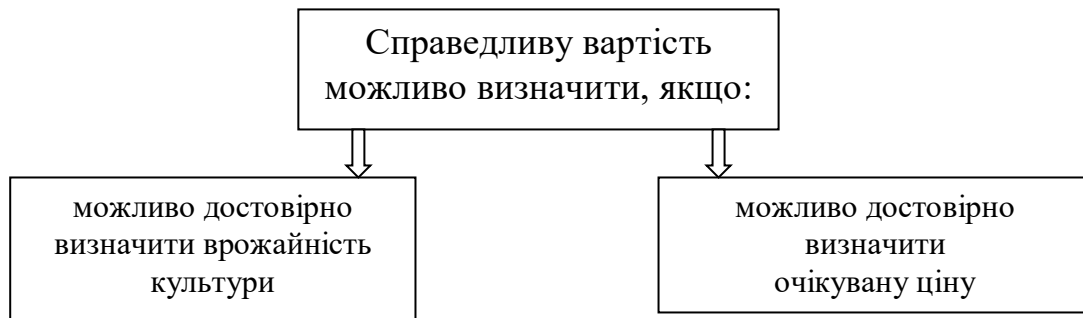 Справедливу вартість
можливо визначити, якщо:
можливо достовірно
визначити врожайність
культури
можливо достовірно
визначити
очікувану ціну